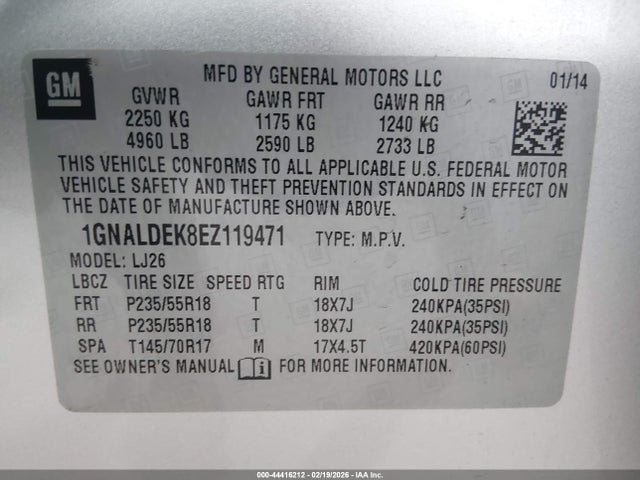 GM
MFD BY GENERAL MOTORS LLC 01/14
GVWR GAWR FRT GAWR RR
2250 KG 1175 KG 1240 KG
4960 LB 2590 LB 2733 LB
THIS VEHICLE CONFORMS TO ALL APPLICABLE U.S. FEDERAL MOTOR
VEHICLE SAFETY AND THEFT PREVENTION STANDARDS IN EFFECT ON
THE DATE OF MANUFACTURE SHOWN ABOVE.
1GNALDEK8EZ119471 TYPE: M.P.V.
MODEL: LJ26
LBCZ TIRE SIZE SPEED RTG RIM COLD TIRE PRESSURE
FRT P235/55R18 T 18X7J 240KPA(35PSI)
RR P235/55R18 T 18X7J 240KPA(35PSI)
SPA T145/70R17 M 17X4.5T 420KPA(60PSI)
SEE OWNER'S MANUAL i FOR MORE INFORMATION.
000-44416212 - 02/19/2026 - IAA Inc.